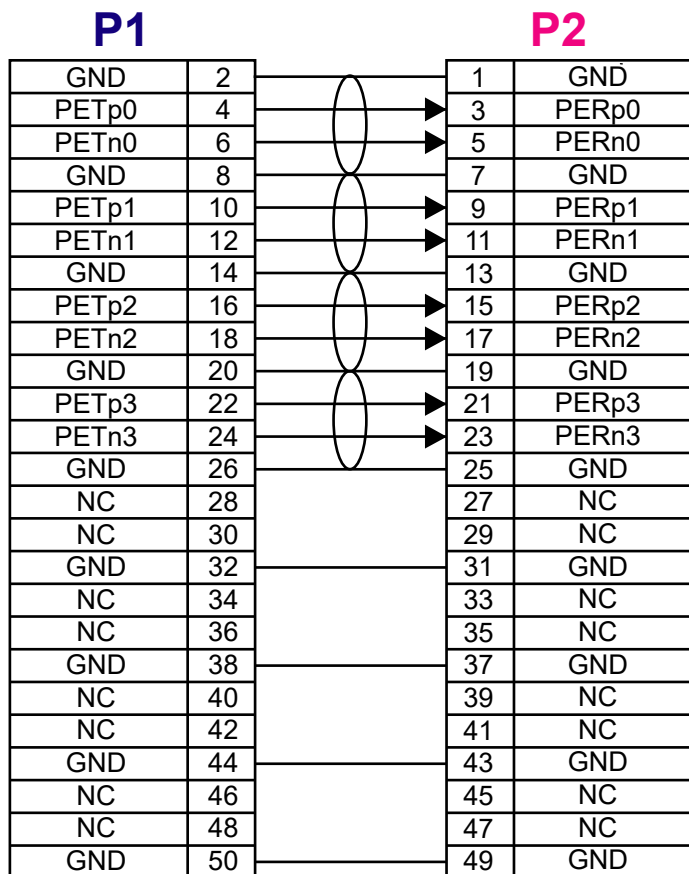 P1 P2
GND 2 1 GND
PETp0 4 3 PERp0
PETn0 6 5 PERn0
GND 8 7 GND
PETp1 10 9 PERp1
PETn1 12 11 PERn1
GND 14 13 GND
PETp2 16 15 PERp2
PETn2 18 17 PERn2
GND 20 19 GND
PETp3 22 21 PERp3
PETn3 24 23 PERn3
GND 26 25 GND
NC 28 27 NC
NC 30 29 NC
GND 32 31 GND
NC 34 33 NC
NC 36 35 NC
GND 38 37 GND
NC 40 39 NC
NC 42 41 NC
GND 44 43 GND
NC 46 45 NC
NC 48 47 NC
GND 50 49 GND